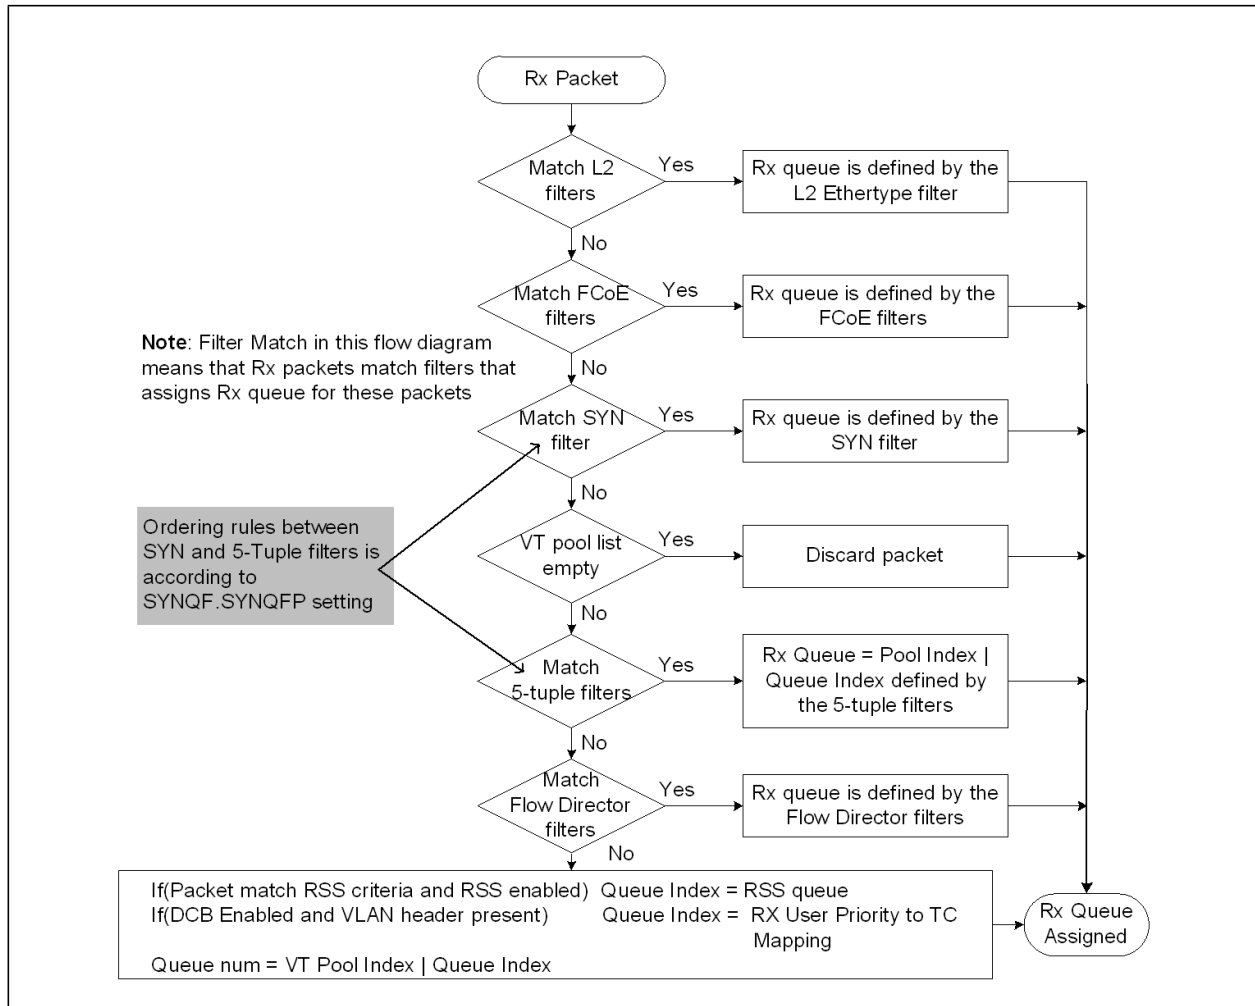 Rx Packet
Match L2
filters
Yes
Rx queue is defined by the
L2 Ethertype filter
No
Match FCoE
filters
Yes
Rx queue is defined by the
FCoE filters
Note: Filter Match in this flow diagram
means that Rx packets match filters that
assigns Rx queue for these packets
No
Match SYN
filter
Yes
Rx queue is defined by the
SYN filter
No
Ordering rules between
SYN and 5-Tuple filters is
according to
SYNQF.SYNQFP setting
VT pool list
empty
Yes
Discard packet
No
Match
5-tuple filters
Yes
Rx Queue = Pool Index |
Queue Index defined by
the 5-tuple filters
No
Match
Flow Director
filters
Yes
Rx queue is defined by the
Flow Director filters
No
If(Packet match RSS criteria and RSS enabled) Queue Index = RSS queue
If(DCB Enabled and VLAN header present) Queue Index = RX User Priority to TC
Mapping
Queue num = VT Pool Index | Queue Index
Rx Queue
Assigned